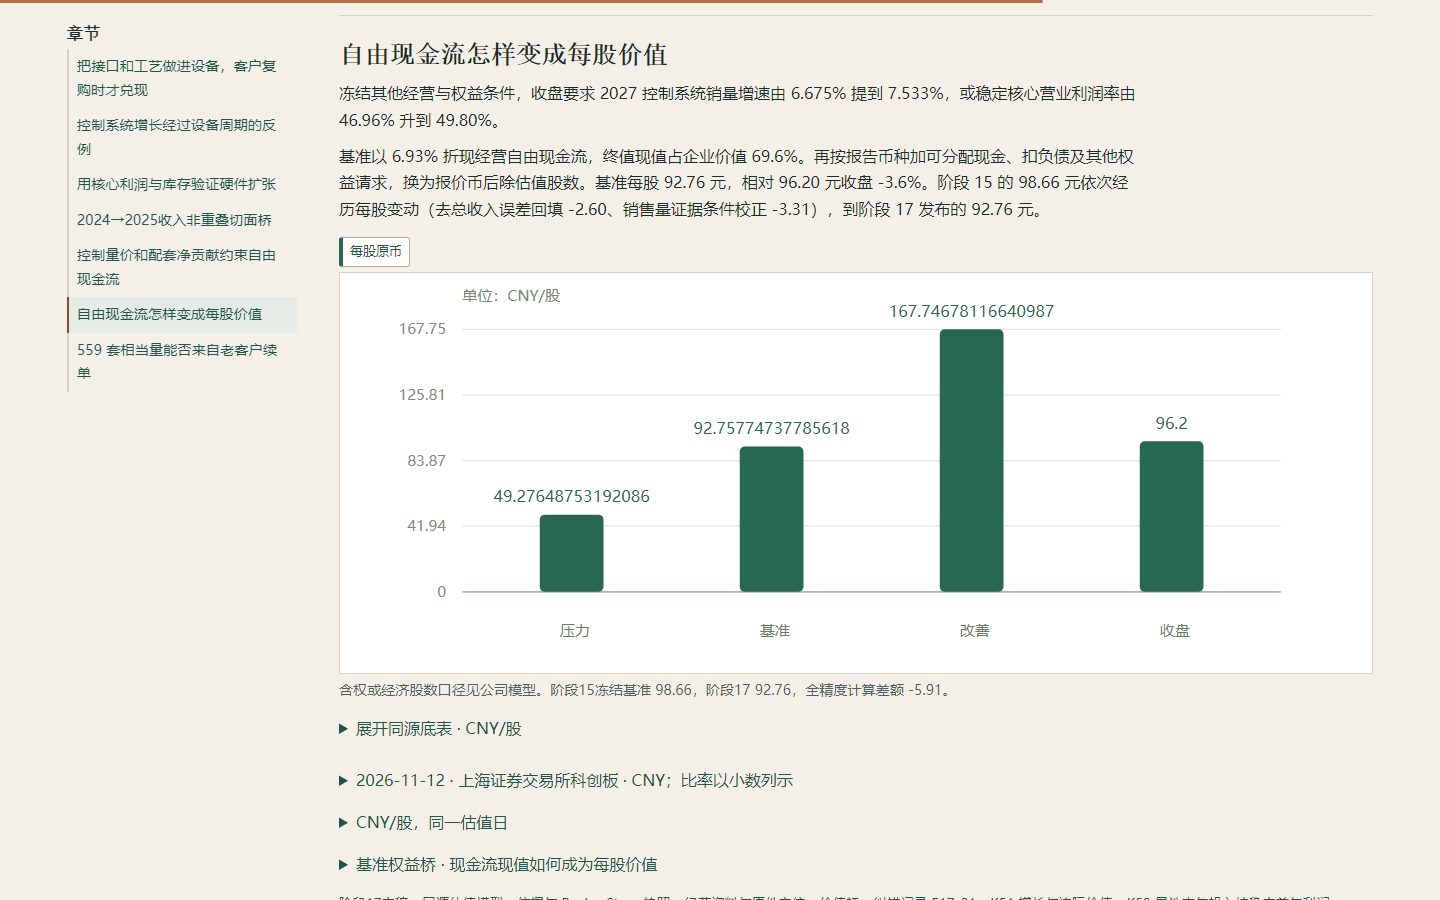 章节
把接口和工艺做进设备，客户复
购时才兑现
控制系统增长经过设备周期的反
例
用核心利润与库存验证硬件扩张
2024→2025收入非重叠切面桥
控制量价和配套净贡献约束自由
现金流
自由现金流怎样变成每股价值
559 套相当量能否来自老客户续
单
自由现金流怎样变成每股价值
冻结其他经营与权益条件，收盘要求 2027 控制系统销量增速由 6.675% 提到 7.533%，或稳定核心营业利润率由
46.96% 升到 49.80%。
基准以 6.93% 折现经营自由现金流，终值现值占企业价值 69.6%。再按报告币种加可分配现金、扣负债及其他权
益请求，换为报价币后除估值股数。基准每股 92.76 元，相对 96.20 元收盘 -3.6%。阶段 15 的 98.66 元依次经
历每股变动（去总收入误差回填 -2.60、销售量证据条件校正 -3.31），到阶段 17 发布的 92.76 元。
每股原币
单位：CNY/股
167.74678116640987
167.75
125.81
92.75774737785618
96.2
83.87
49.27648753192086
41.94
0
压力
基准
改善
收盘
含权或经济股数口径见公司模型。阶段15冻结基准 98.66，阶段17 92.76，全精度计算差额 -5.91。
▶ 展开同源底表 · CNY/股
▶ 2026-11-12 · 上海证券交易所科创板 · CNY；比率以小数列示
▶ CNY/股，同一估值日
▶ 基准权益桥 · 现金流现值如何成为每股价值